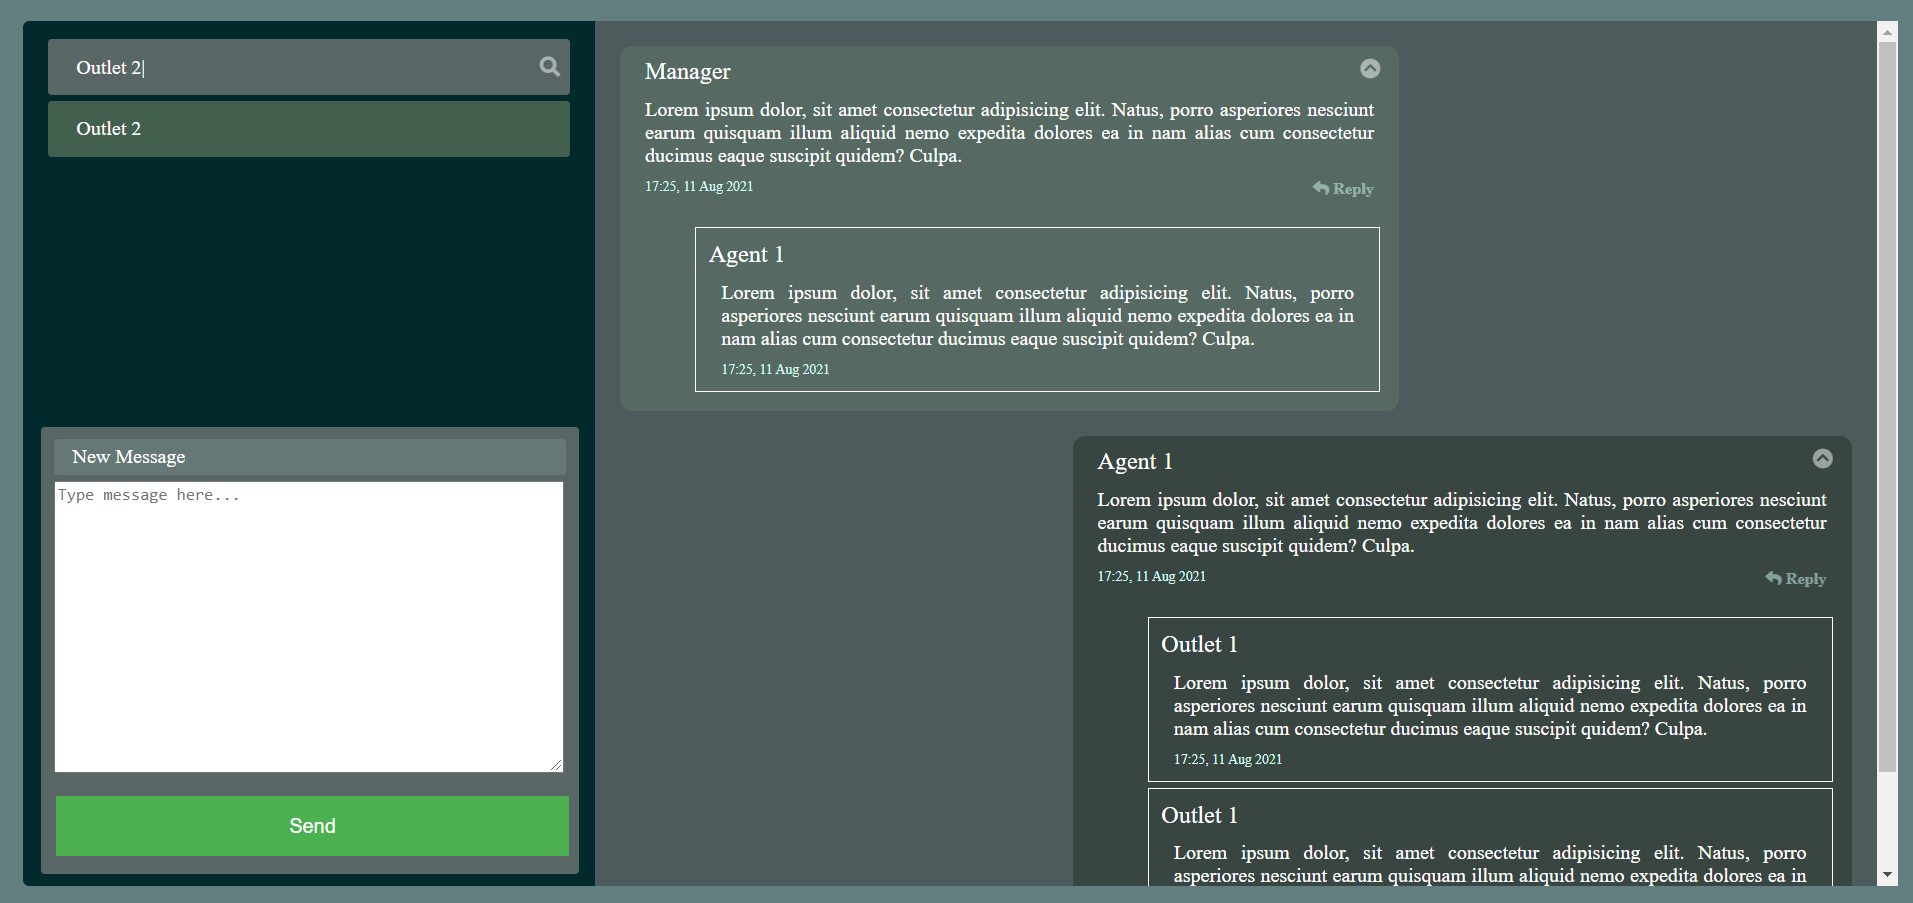 Outlet 2
Outlet 2
New Message
Type message here...
Send
Manager
Lorem ipsum dolor, sit amet consectetur adipisicing elit. Natus, porro asperiores nesciunt
earum quisquam illum aliquid nemo expedita dolores ea in nam alias cum consectetur
ducimus eaque suscipit quidem? Culpa.
17:25, 11 Aug 2021
Reply
Agent 1
Lorem ipsum dolor, sit amet consectetur adipisicing elit. Natus, porro
asperiores nesciunt earum quisquam illum aliquid nemo expedita dolores ea in
nam alias cum consectetur ducimus eaque suscipit quidem? Culpa.
17:25, 11 Aug 2021
Agent 1
Lorem ipsum dolor, sit amet consectetur adipisicing elit. Natus, porro asperiores nesciunt
earum quisquam illum aliquid nemo expedita dolores ea in nam alias cum consectetur
ducimus eaque suscipit quidem? Culpa.
17:25, 11 Aug 2021
Reply
Outlet 1
Lorem ipsum dolor, sit amet consectetur adipisicing elit. Natus, porro
asperiores nesciunt earum quisquam illum aliquid nemo expedita dolores ea in
nam alias cum consectetur ducimus eaque suscipit quidem? Culpa.
17:25, 11 Aug 2021
Outlet 1
Lorem ipsum dolor, sit amet consectetur adipisicing elit. Natus, porro
asperiores nesciunt earum quisquam illum aliquid nemo expedita dolores ea in